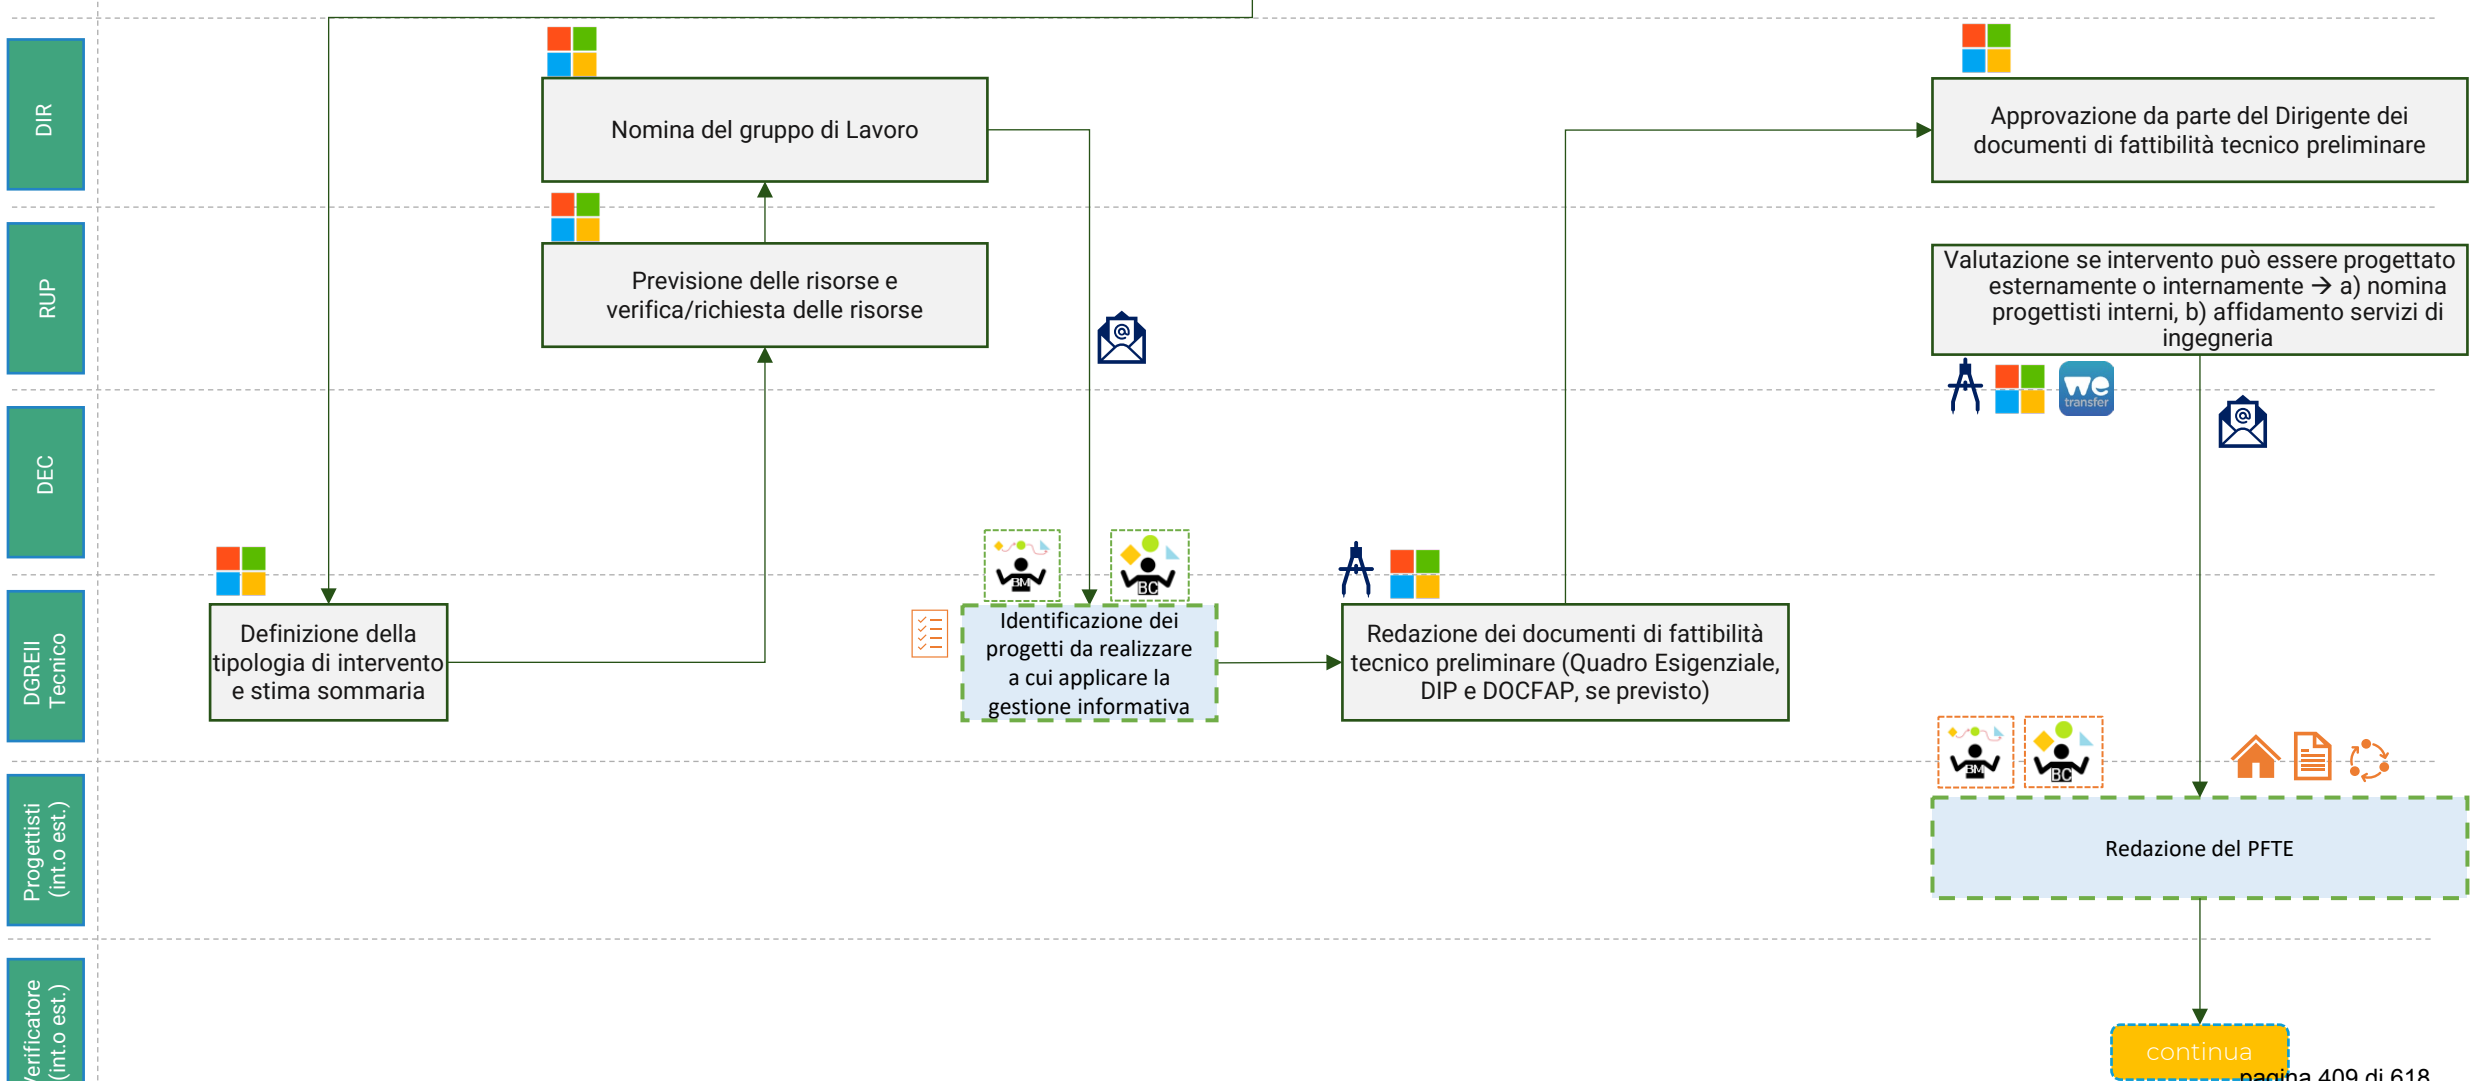 DIR
Nomina del gruppo di Lavoro
Approvazione da parte del Dirigente dei
documenti di fattibilità tecnico preliminare
RUP
Previsione delle risorse e
verifica/richiesta delle risorse
Valutazione se intervento può essere progettato
esternamente o internamente → a) nomina
progettisti interni, b) affidamento servizi di
ingegneria
@
we
transfer
@
DEC
BM
BC
DGREII
Tecnico
Definizione della
tipologia di intervento
e stima sommaria
Identificazione dei
progetti da realizzare
a cui applicare la
gestione informativa
Redazione dei documenti di fattibilità
tecnico preliminare (Quadro Esigenziale,
DIP e DOCFAP, se previsto)
BM
BC
Progettisti
(int.o est.)
Redazione del PFTE
Verificatore
(int.o est.)
continua
pagina 409 di 618